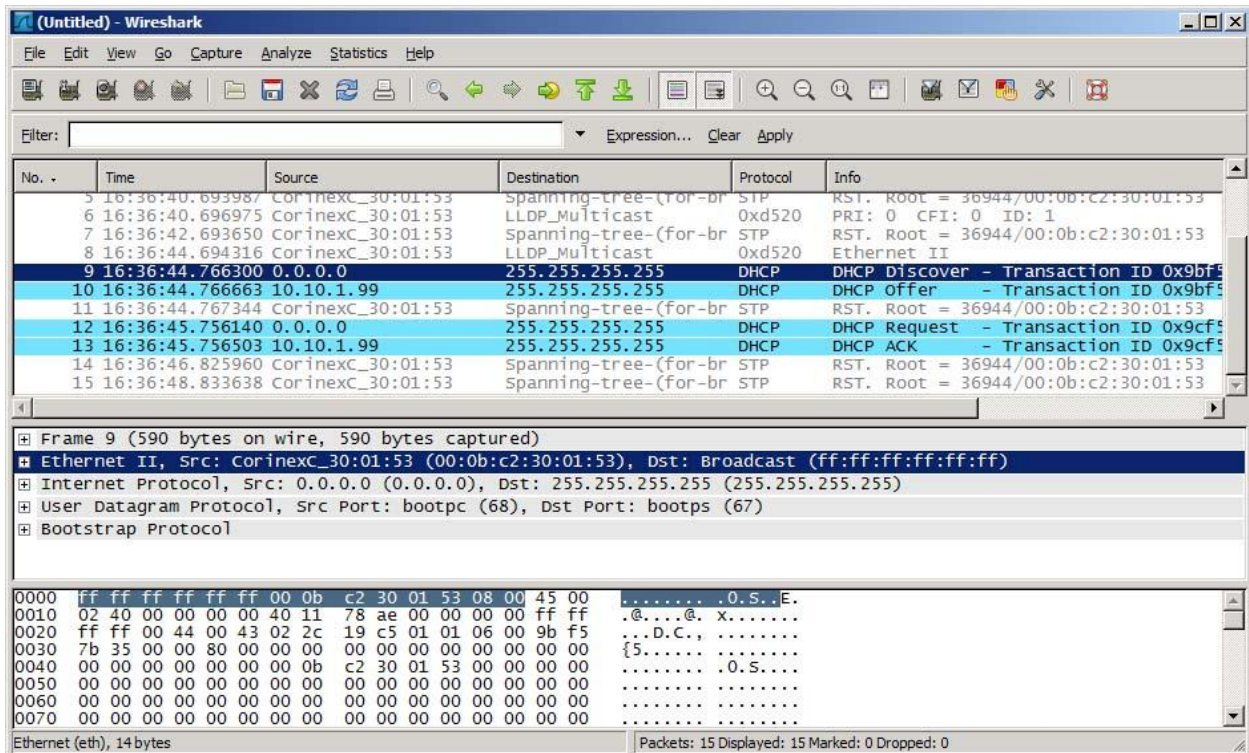 (Untitled) - Wireshark
File Edit View Go Capture Analyze Statistics Help
Filter: Expression... Clear Apply
No. - Time Source Destination Protocol Info
5 16:36:40.693987 CorinexC_30:01:53 Spanning-tree-(for-br STP RST. Root = 36944/00:0b:c2:30:01:53
6 16:36:40.696975 CorinexC_30:01:53 LLDP_Multicast 0xd520 PRI: 0 CFI: 0 ID: 1
7 16:36:42.693650 CorinexC_30:01:53 Spanning-tree-(for-br STP RST. Root = 36944/00:0b:c2:30:01:53
8 16:36:44.694316 CorinexC_30:01:53 LLDP_Multicast 0xd520 Ethernet II
9 16:36:44.766300 0.0.0.0 255.255.255.255 DHCP DHCP Discover - Transaction ID 0x9bf5
10 16:36:44.766663 10.10.1.99 255.255.255.255 DHCP DHCP Offer - Transaction ID 0x9bf5
11 16:36:44.767344 CorinexC_30:01:53 Spanning-tree-(for-br STP RST. Root = 36944/00:0b:c2:30:01:53
12 16:36:45.756140 0.0.0.0 255.255.255.255 DHCP DHCP Request - Transaction ID 0x9cf5
13 16:36:45.756503 10.10.1.99 255.255.255.255 DHCP DHCP ACK - Transaction ID 0x9cf5
14 16:36:46.825960 CorinexC_30:01:53 Spanning-tree-(for-br STP RST. Root = 36944/00:0b:c2:30:01:53
15 16:36:48.833638 CorinexC_30:01:53 Spanning-tree-(for-br STP RST. Root = 36944/00:0b:c2:30:01:53
Frame 9 (590 bytes on wire, 590 bytes captured)
Ethernet II, Src: CorinexC_30:01:53 (00:0b:c2:30:01:53), Dst: Broadcast (ff:ff:ff:ff:ff:ff)
Internet Protocol, Src: 0.0.0.0 (0.0.0.0), Dst: 255.255.255.255 (255.255.255.255)
User Datagram Protocol, Src Port: bootpc (68), Dst Port: bootps (67)
Bootstrap Protocol
0000 ff ff ff ff ff ff 00 0b c2 30 01 53 08 00 45 00 ........ .0.S..E.
0010 02 40 00 00 00 00 40 11 78 ae 00 00 00 00 ff ff .@....@. x.......
0020 ff ff 00 44 00 43 02 2c 19 c5 01 01 06 00 9b f5 ...D.C., ........
0030 7b 35 00 00 80 00 00 00 00 00 00 00 00 00 00 00 {5...... ........
0040 00 00 00 00 00 00 00 0b c2 30 01 53 00 00 00 00 ........ .0.S....
0050 00 00 00 00 00 00 00 00 00 00 00 00 00 00 00 00 ........ ........
0060 00 00 00 00 00 00 00 00 00 00 00 00 00 00 00 00 ........ ........
0070 00 00 00 00 00 00 00 00 00 00 00 00 00 00 00 00 ........ ........
Ethernet (eth), 14 bytes Packets: 15 Displayed: 15 Marked: 0 Dropped: 0